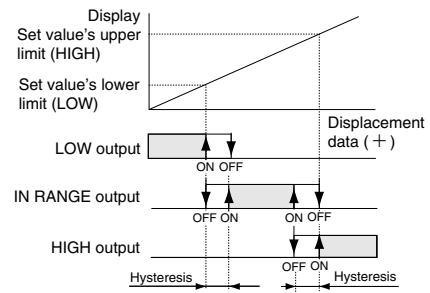 Display
Set value's upper
limit (HIGH)
Set value's lower
limit (LOW)
Displacement
data (+)
LOW output
ON OFF
IN RANGE output
OFF ON
ON OFF
HIGH output
OFF ON
Hysteresis
Hysteresis